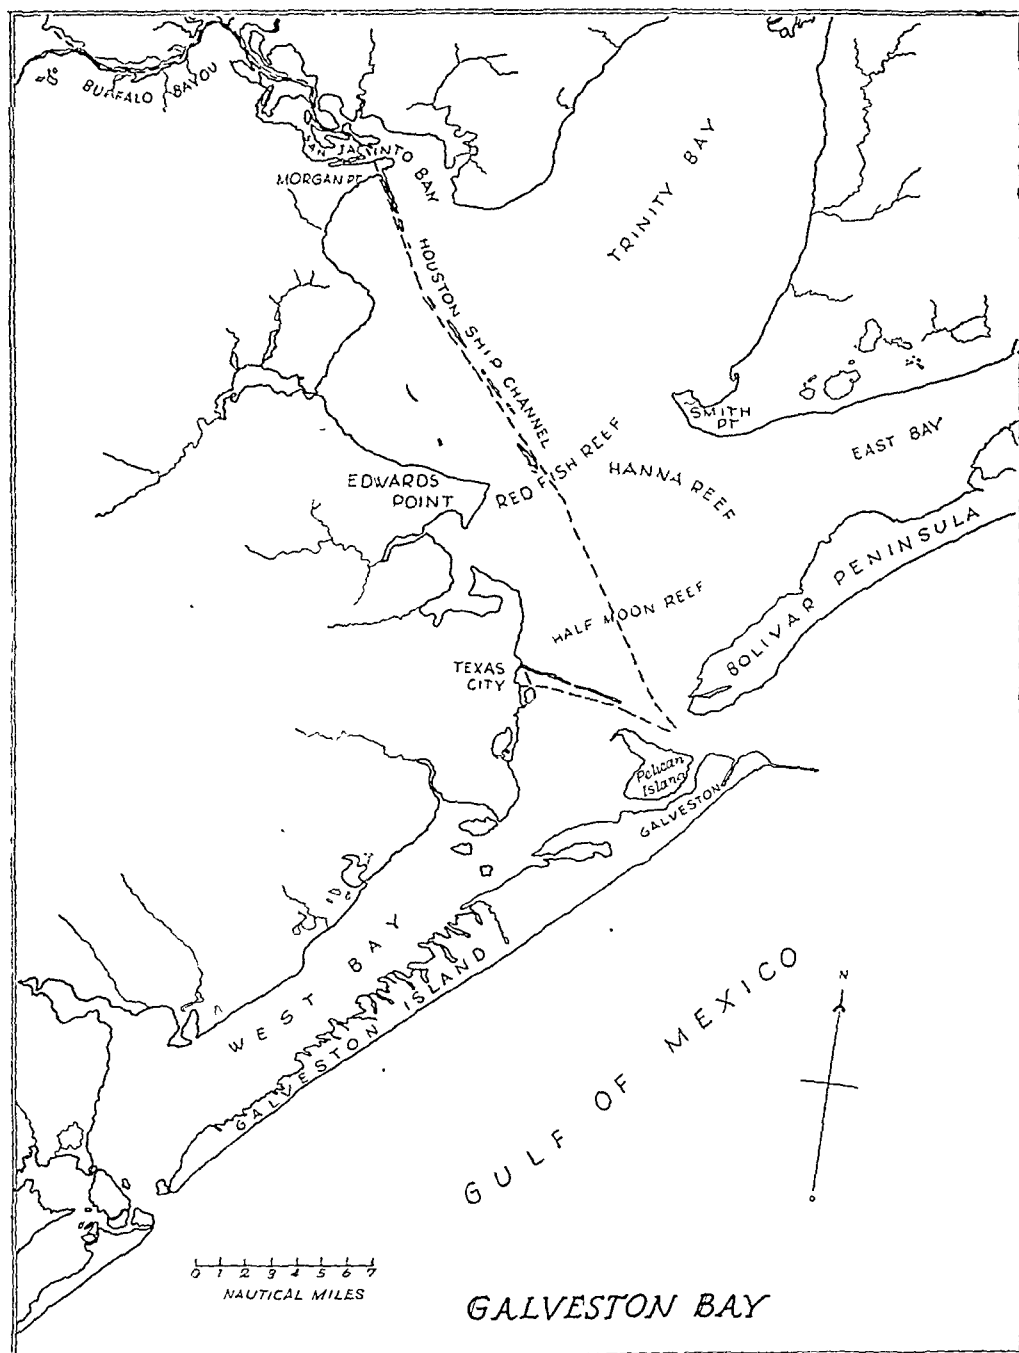 BUFFALO BAYOU
SAN JACINTO BAY
MORGAN PT.
TRINITY BAY
HOUSTON SHIP CHANNEL
SMITH
PT
EAST BAY
RED FISH REEF
HANNA REEF
EDWARDS
POINT
BOLIVAR PENINSULA
HALF MOON REEF
TEXAS
CITY
Pelican
Island
GALVESTON
WEST BAY
GALVESTON ISLAND
GULF OF MEXICO
N
0 1 2 3 4 5 6 7
NAUTICAL MILES
GALVESTON BAY